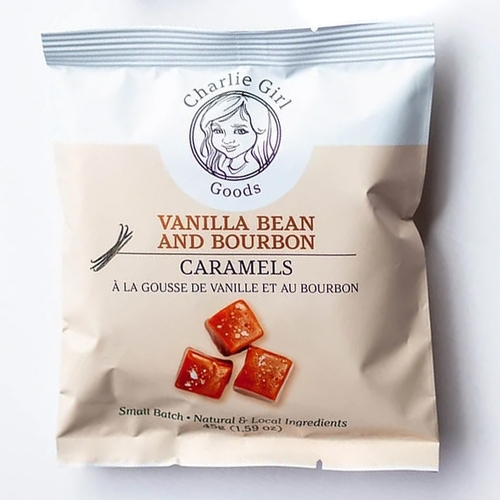 Charlie Girl
Goods
VANILLA BEAN
AND BOURBON
CARAMELS
À LA GOUSSE DE VANILLE ET AU BOURBON
Small Batch • Natural & Local Ingredients
45g (1.59 oz)